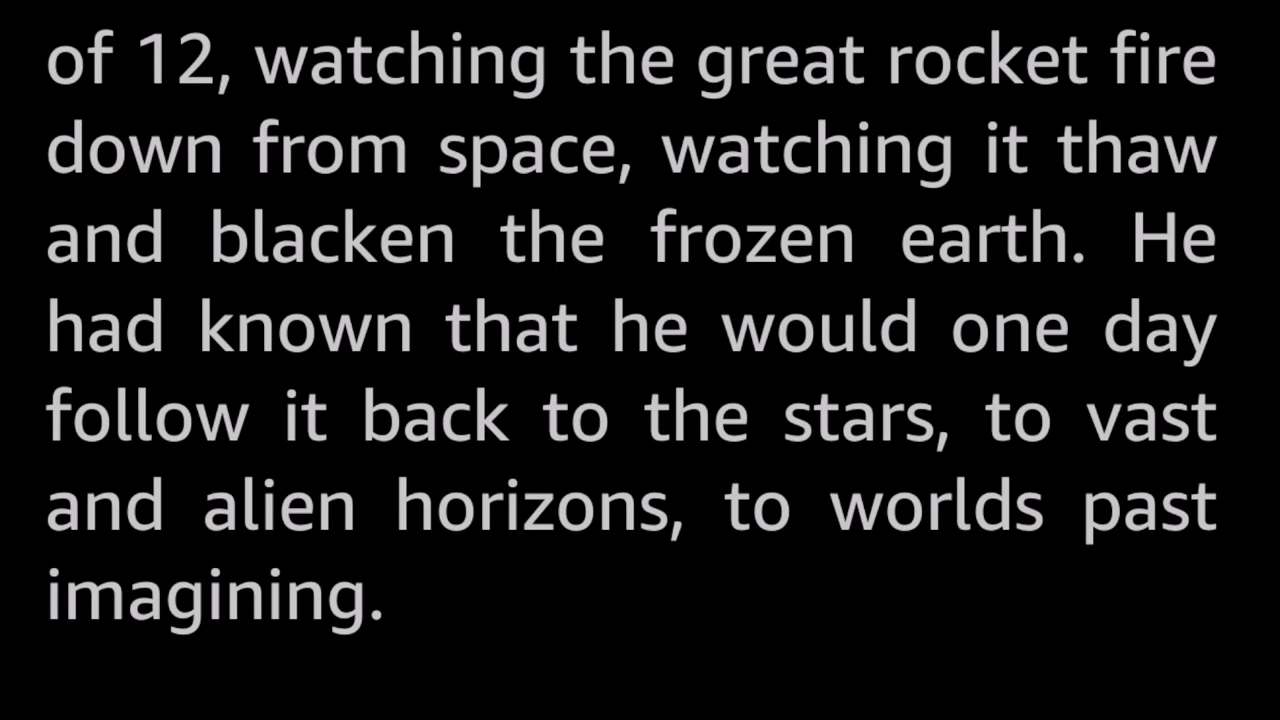 of 12, watching the great rocket fire
down from space, watching it thaw
and blacken the frozen earth. He
had known that he would one day
follow it back to the stars, to vast
and alien horizons, to worlds past
imagining.